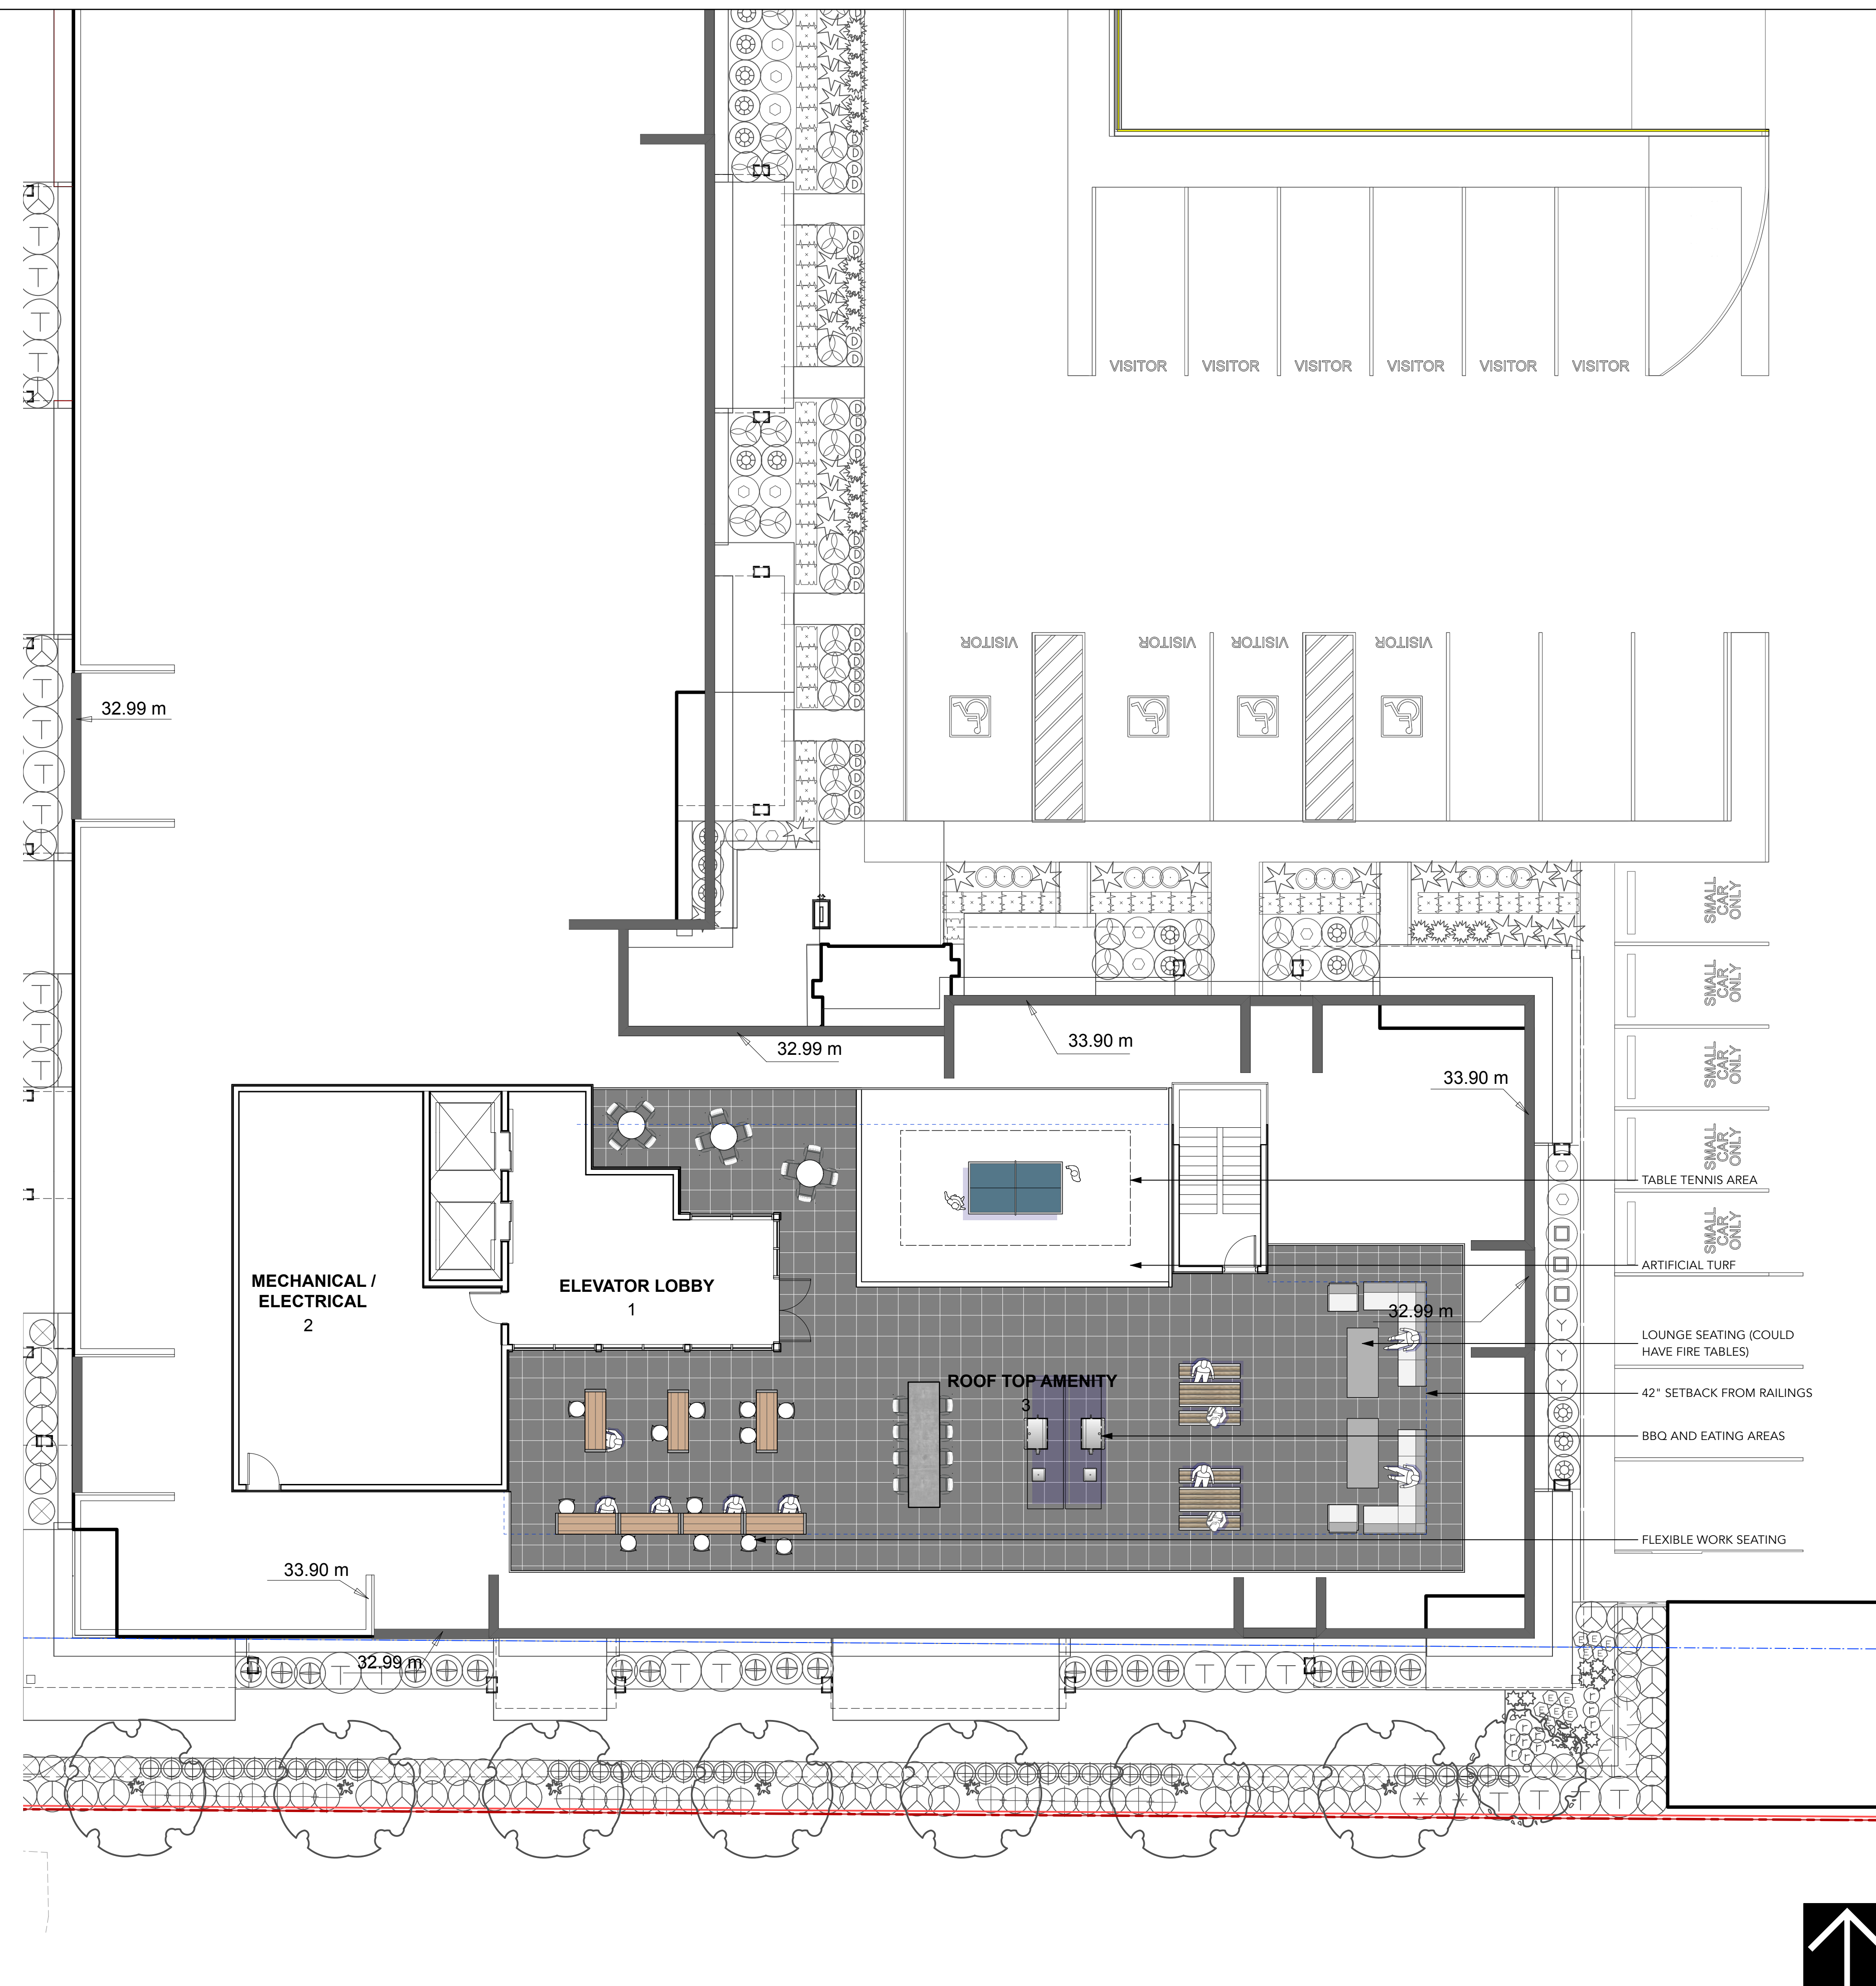 VISITOR VISITOR VISITOR VISITOR VISITOR VISITOR
VISITOR VISITOR VISITOR VISITOR
32.99 m
SMALL
CAR
ONLY
SMALL
CAR
ONLY
SMALL
CAR
ONLY
SMALL
CAR
ONLY
SMALL
CAR
ONLY
32.99 m
33.90 m
33.90 m
TABLE TENNIS AREA
ARTIFICIAL TURF
MECHANICAL /
ELECTRICAL
2
ELEVATOR LOBBY
1
32.99 m
LOUNGE SEATING (COULD
HAVE FIRE TABLES)
ROOF TOP AMENITY
3
42" SETBACK FROM RAILINGS
BBQ AND EATING AREAS
FLEXIBLE WORK SEATING
33.90 m
32.99 m